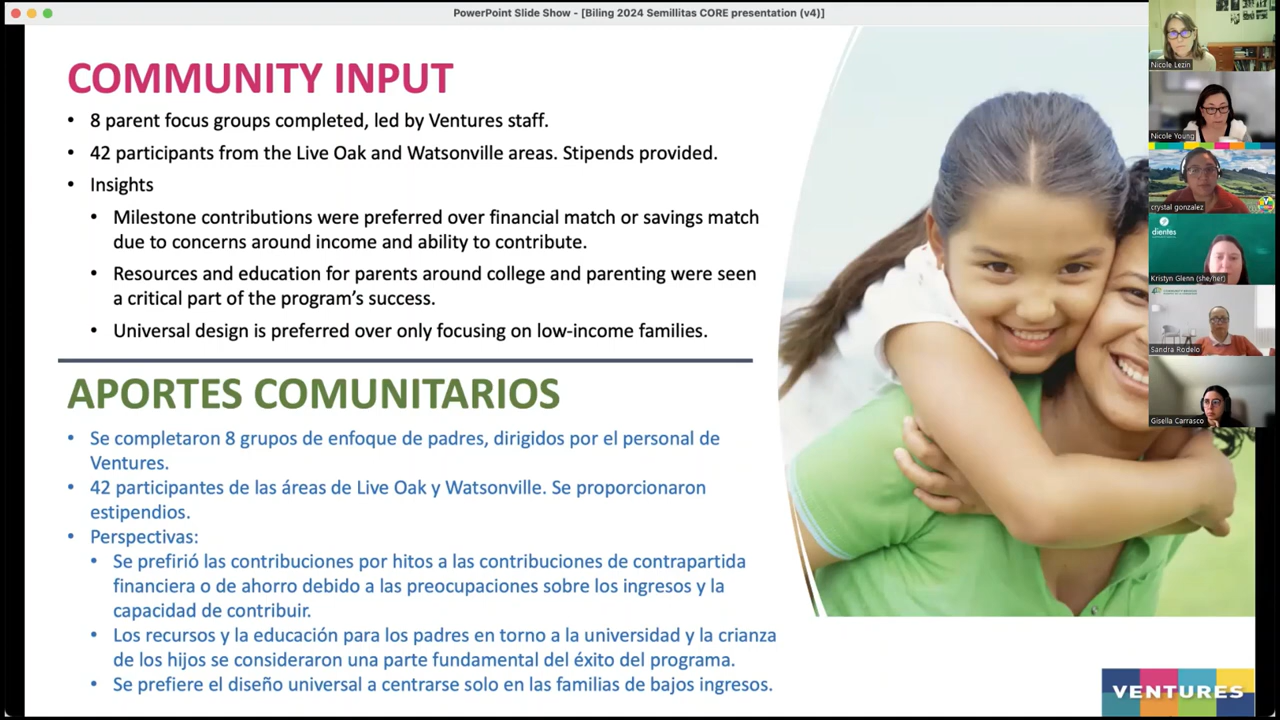 PowerPoint Slide Show - [Biling 2024 Semillitas CORE presentation (v4)]
COMMUNITY INPUT
• 8 parent focus groups completed, led by Ventures staff.
• 42 participants from the Live Oak and Watsonville areas. Stipends provided.
• Insights
• Milestone contributions were preferred over financial match or savings match
due to concerns around income and ability to contribute.
• Resources and education for parents around college and parenting were seen
a critical part of the program’s success.
• Universal design is preferred over only focusing on low-income families.
APORTES COMUNITARIOS
• Se completaron 8 grupos de enfoque de padres, dirigidos por el personal de
Ventures.
• 42 participantes de las áreas de Live Oak y Watsonville. Se proporcionaron
estipendios.
• Perspectivas:
• Se prefirió las contribuciones por hitos a las contribuciones de contrapartida
financiera o de ahorro debido a las preocupaciones sobre los ingresos y la
capacidad de contribuir.
• Los recursos y la educación para los padres en torno a la universidad y la crianza
de los hijos se consideraron una parte fundamental del éxito del programa.
• Se prefiere el diseño universal a centrarse solo en las familias de bajos ingresos.
VENTURES
Nicole Lezin
Nicole Young
crystal gonzalez
dientes
Kristyn Glenn (she/her)
Sandra Rodelo
Gisella Carrasco